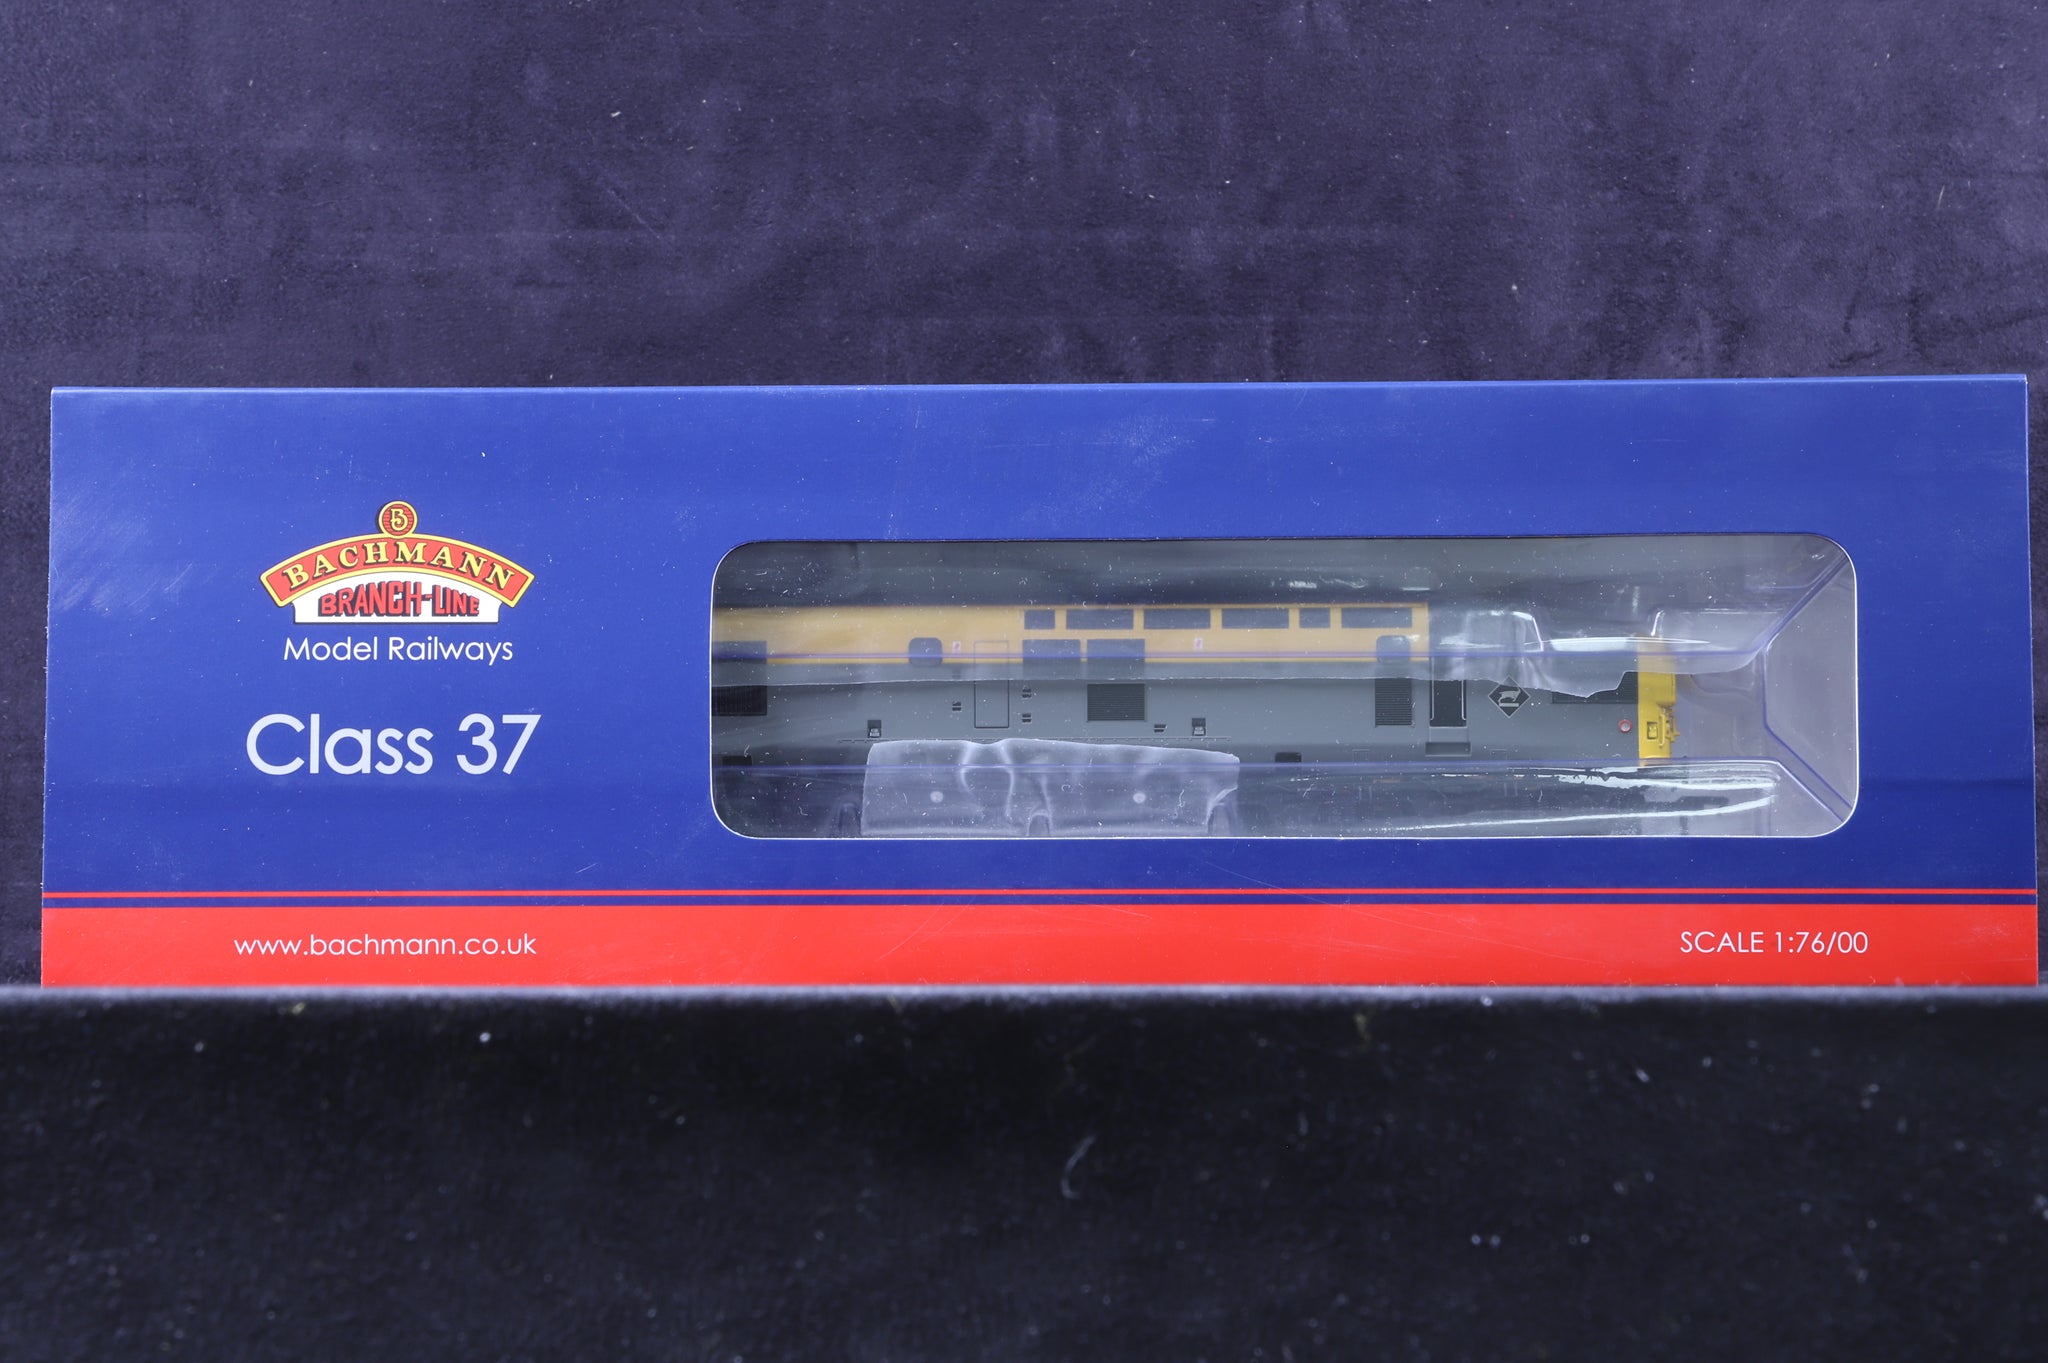 B
BACHMANN
BRANCH-LINE
Model Railways
Class 37
www.bachmann.co.uk
SCALE 1:76/00